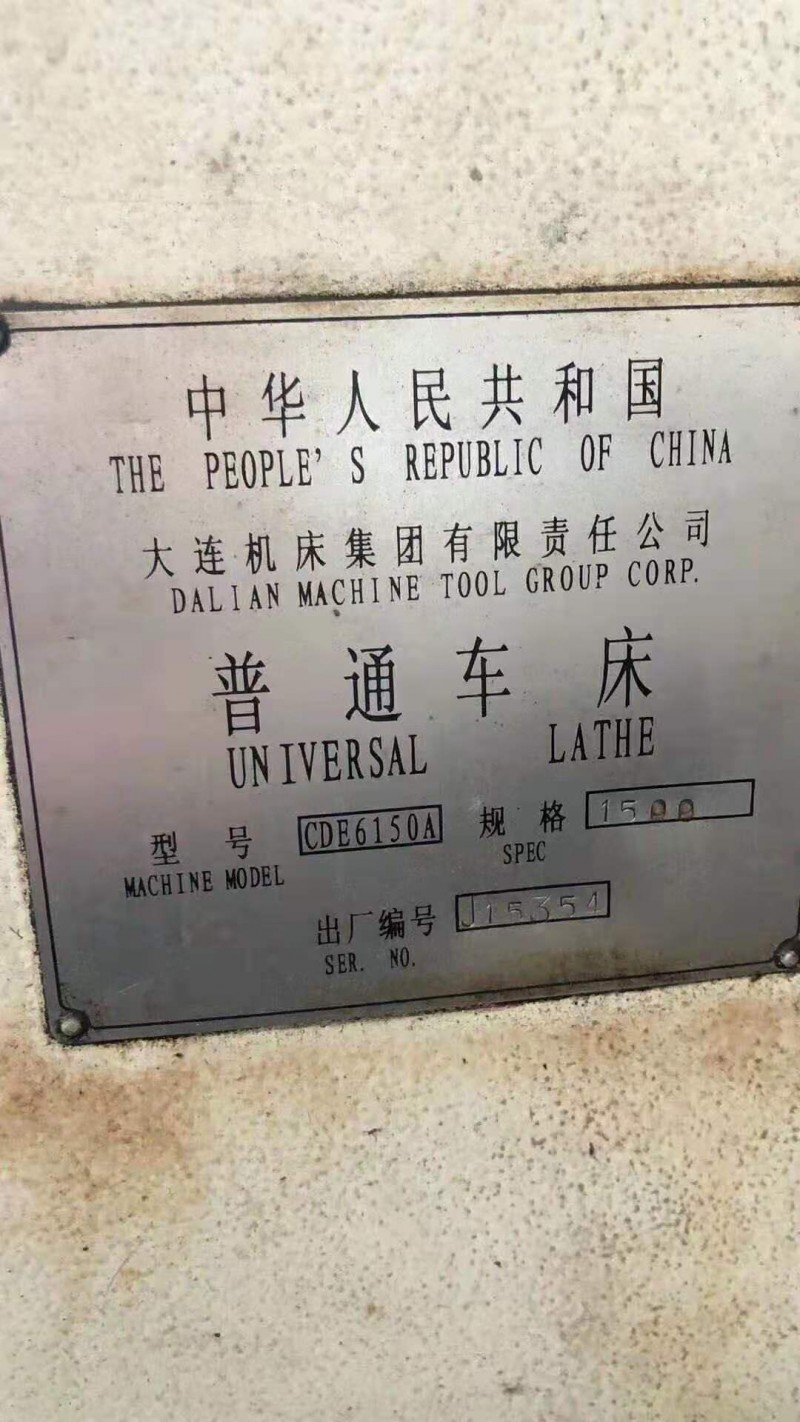 中华人民共和国
THE PEOPLE'S REPUBLIC OF CHINA
大连机床集团有限责任公司
DALIAN MACHINE TOOL GROUP CORP.
普通车床
UNIVERSAL LATHE
型号 CDE6150A 规格 1500
MACHINE MODEL SPEC
出厂编号 J15354
SER. NO.